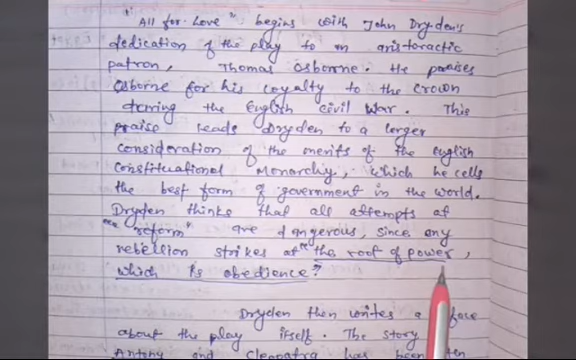 "All for Love" begins with John Dryden's
dedication of the play to an aristoractic
patron, Thomas Osborne. He praises
Osborne for his loyalty to the crown
during the English civil war. This
praise leads Dryden to a larger
consideration of the merits of the english
Constituational Monarchy, which he calls
the best form of government in the world.
Dryden thinks that all attempts at
"reform" are dangerous, since any
rebellion strikes at "the root of power,
which is obedience"
Dryden then writes a
about the play itself. The story
Antony and Cleopatra has been